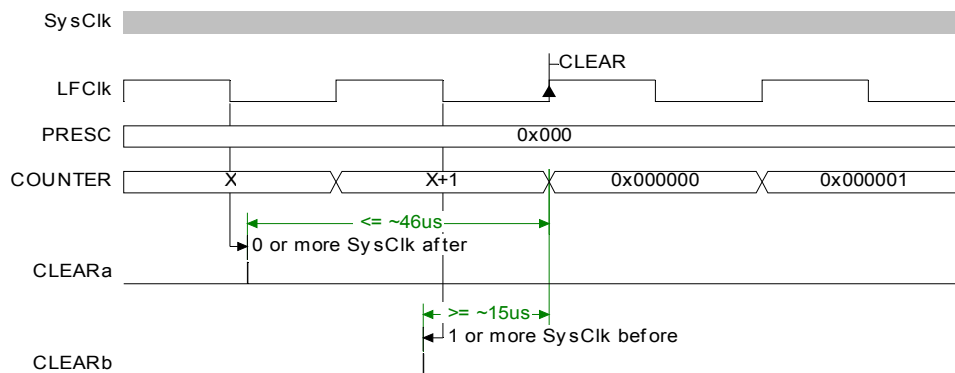 SysClk
CLEAR
LFClk
PRESC 0x000
COUNTER X X+1 0x000000 0x000001
<= ~46us
0 or more SysClk after
CLEARa
>= ~15us
1 or more SysClk before
CLEARb